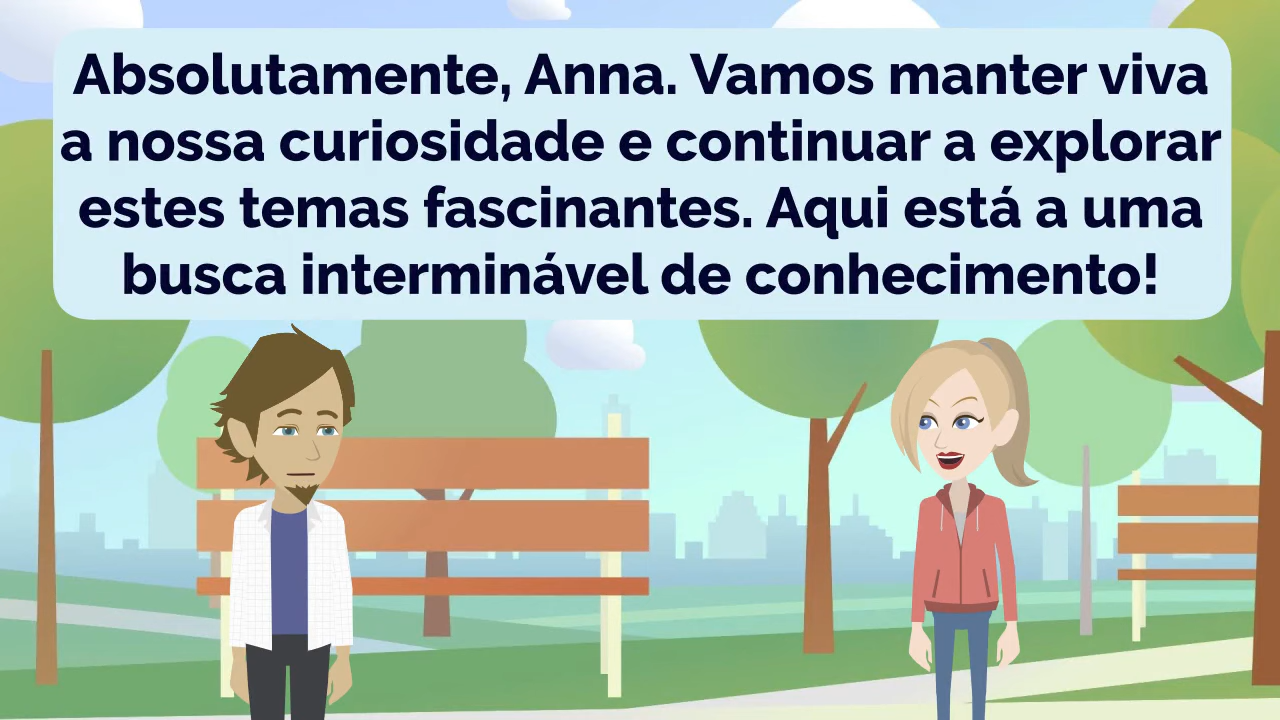 Absolutamente, Anna. Vamos manter viva
a nossa curiosidade e continuar a explorar
estes temas fascinantes. Aqui está a uma
busca interminável de conhecimento!